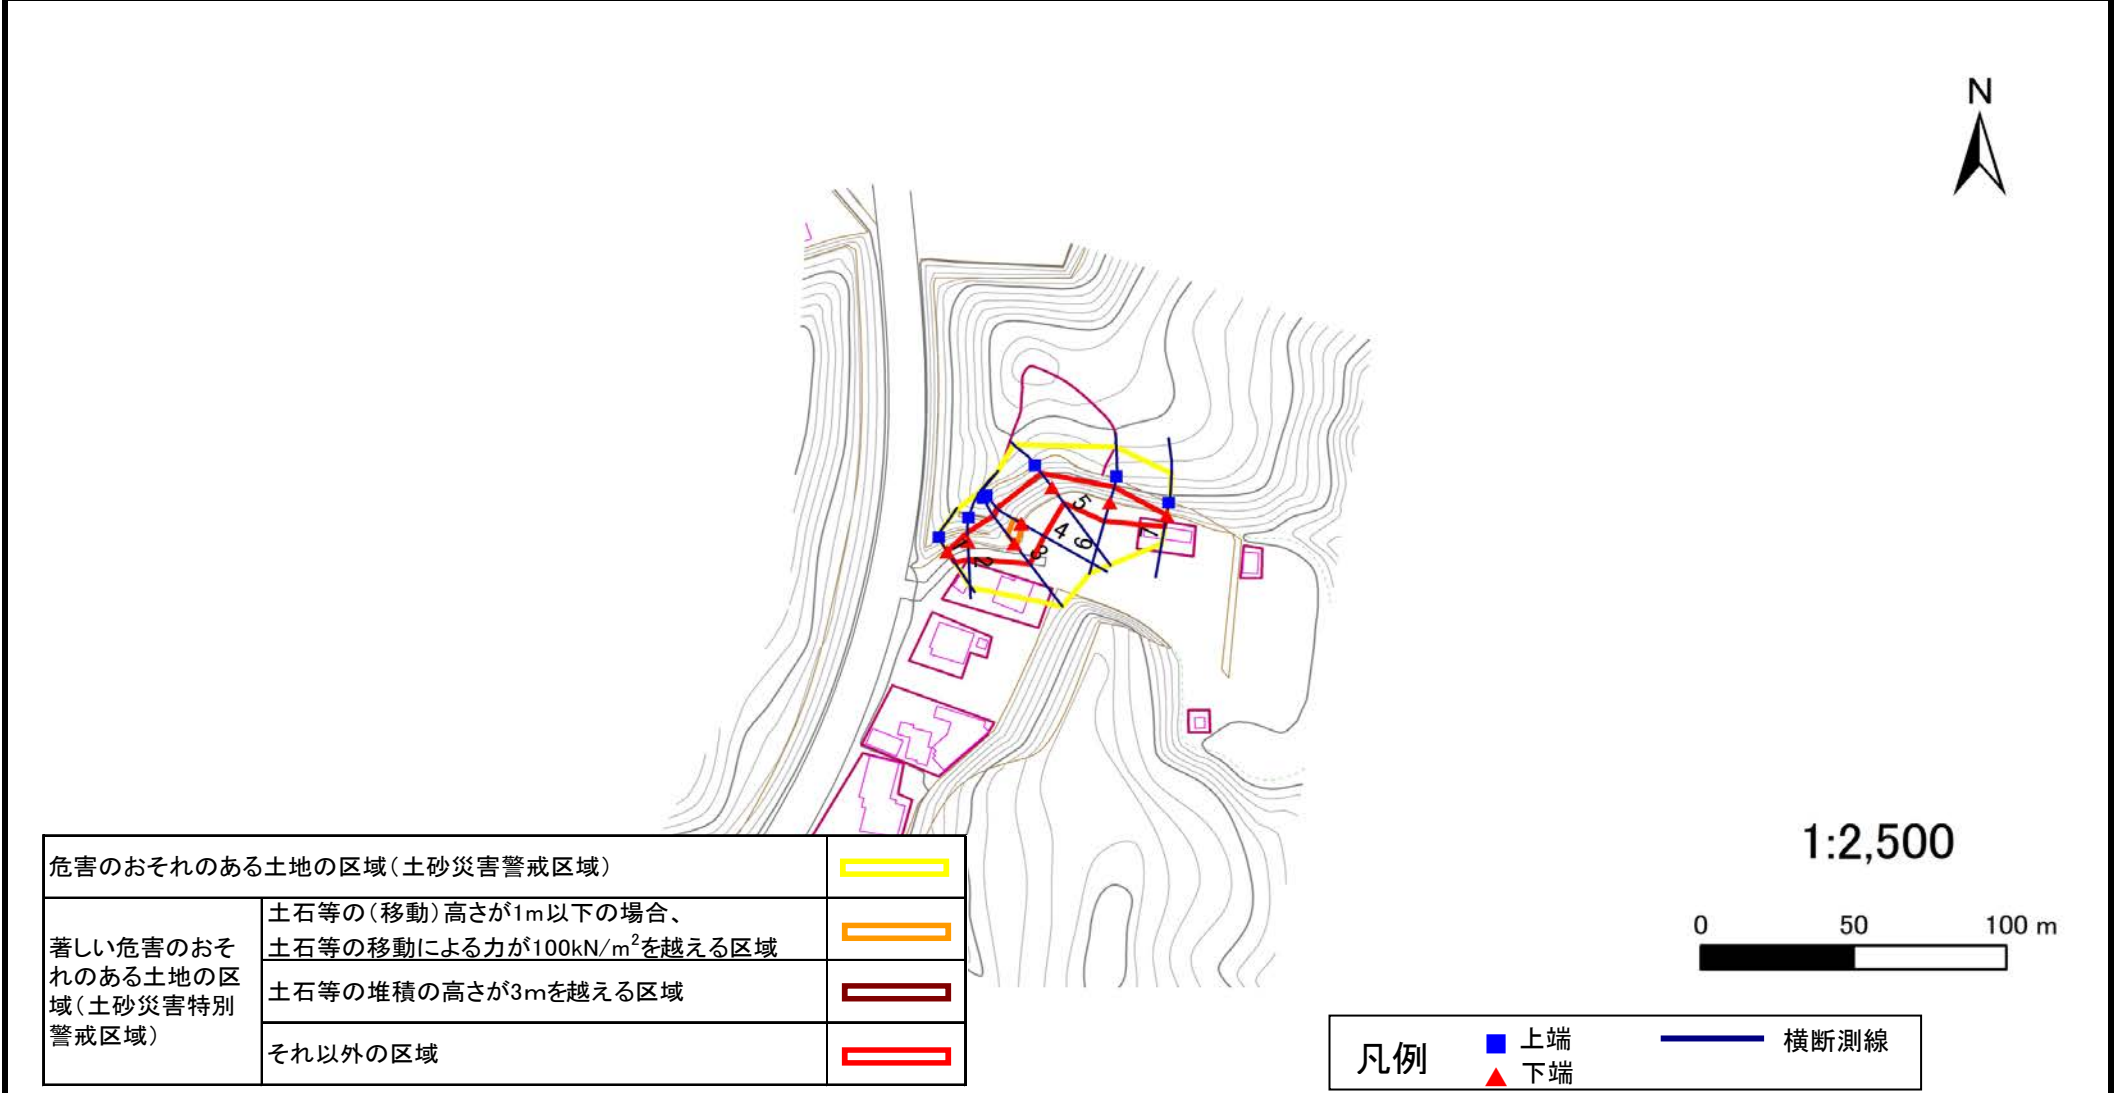 N
5
4
6
3
1
2
7
1:2,500
0 50 100 m
危害のおそれのある土地の区域(土砂災害警戒区域)
著しい危害のおそ
れのある土地の区
域(土砂災害特別
警戒区域)
土石等の(移動)高さが1m以下の場合、
土石等の移動による力が100kN/m²を越える区域
土石等の堆積の高さが3mを越える区域
それ以外の区域
凡例
上端
下端
横断測線